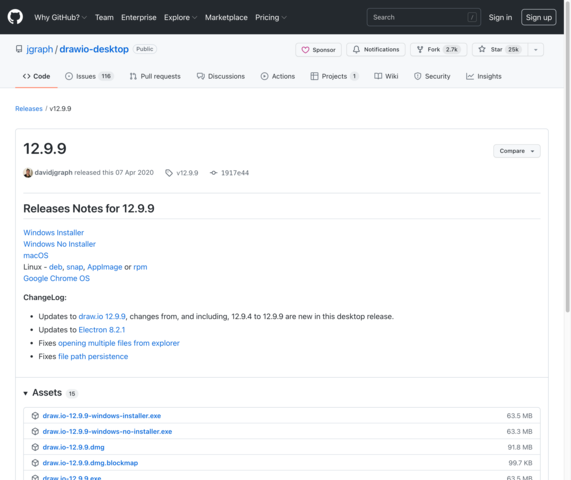 Why GitHub? Team Enterprise Explore Marketplace Pricing Search / Sign in Sign up
jgraph / drawio-desktop Public Sponsor Notifications Fork 2.7k Star 25k
Code Issues 116 Pull requests Discussions Actions Projects 1 Wiki Security Insights
Releases / v12.9.9
12.9.9
Compare
davidjgraph released this 07 Apr 2020 v12.9.9 1917e44
Releases Notes for 12.9.9
Windows Installer
Windows No Installer
macOS
Linux - deb, snap, AppImage or rpm
Google Chrome OS
ChangeLog:
• Updates to draw.io 12.9.9, changes from, and including, 12.9.4 to 12.9.9 are new in this desktop release.
• Updates to Electron 8.2.1
• Fixes opening multiple files from explorer
• Fixes file path persistence
Assets 15
draw.io-12.9.9-windows-installer.exe 63.5 MB
draw.io-12.9.9-windows-no-installer.exe 63.3 MB
draw.io-12.9.9.dmg 91.8 MB
draw.io-12.9.9.dmg.blockmap 99.7 KB
draw.io-12.9.9.exe 63.5 MB